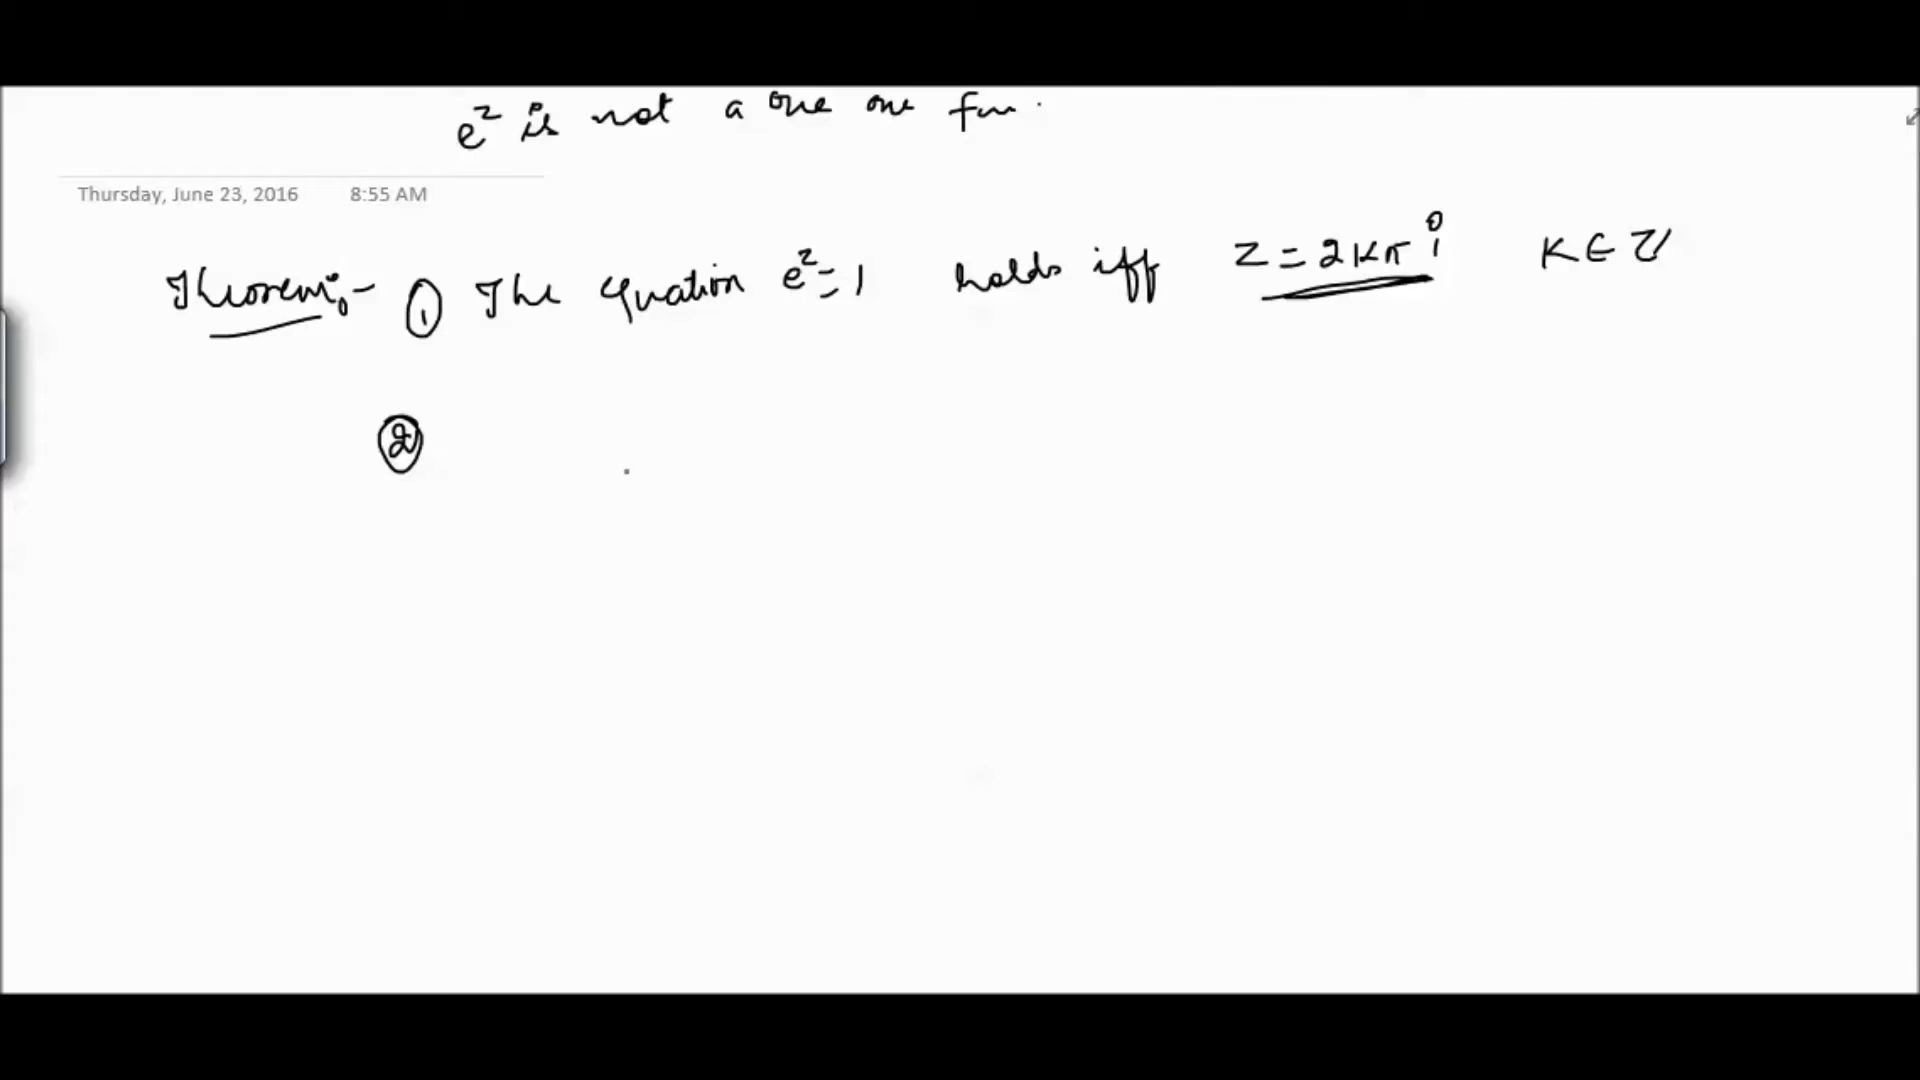 e^z is not a one one fun.
Thursday, June 23, 2016 8:55 AM
Theorem:- ① The equation e^z = 1 holds iff z = 2kπi k ∈ ℤ
②